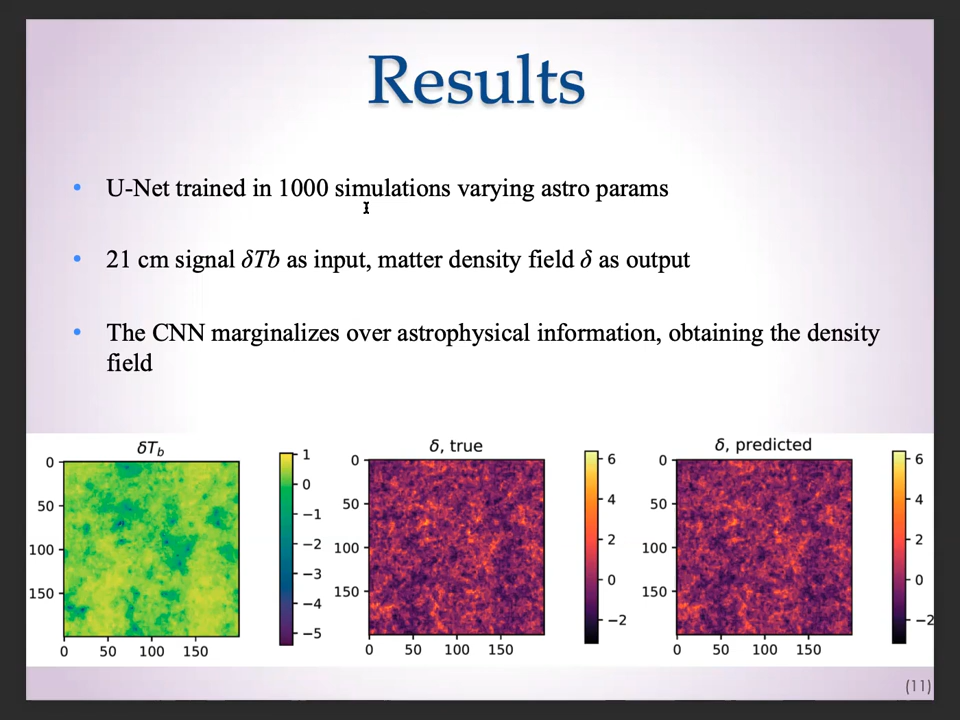 Results
• U-Net trained in 1000 simulations varying astro params
• 21 cm signal δTb as input, matter density field δ as output
• The CNN marginalizes over astrophysical information, obtaining the density
field
δT_b
0
50
100
150
0 50 100 150
1
0
−1
−2
−3
−4
−5
δ, true
0
50
100
150
0 50 100 150
6
4
2
0
−2
δ, predicted
0
50
100
150
0 50 100 150
6
4
2
0
−2
(11)